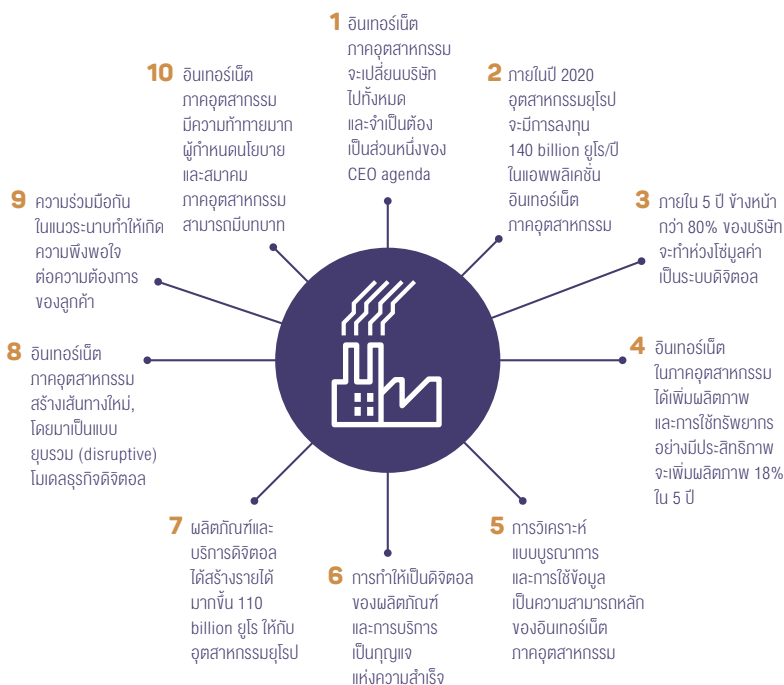 1 อินเทอร์เน็ต
ภาคอุตสาหกรรม
จะเปลี่ยนบริษัท
ไปทั้งหมด
และจำเป็นต้อง
เป็นส่วนหนึ่งของ
CEO agenda
2 ภายในปี 2020
อุตสาหกรรมยุโรป
จะมีการลงทุน
140 billion ยูโร/ปี
ในแอพพลิเคชั่น
อินเทอร์เน็ต
ภาคอุตสาหกรรม
3 ภายใน 5 ปี ข้างหน้า
กว่า 80% ของบริษัท
จะทำห่วงโซ่มูลค่า
เป็นระบบดิจิตอล
4 อินเทอร์เน็ต
ในภาคอุตสาหกรรม
ได้เพิ่มผลิตภาพ
และการใช้ทรัพยากร
อย่างมีประสิทธิภาพ
จะเพิ่มผลิตภาพ 18%
ใน 5 ปี
5 การวิเคราะห์
แบบบูรณาการ
และการใช้ข้อมูล
เป็นความสามารถหลัก
ของอินเทอร์เน็ต
ภาคอุตสาหกรรม
6 การทำให้เป็นดิจิตอล
ของผลิตภัณฑ์
และการบริการ
เป็นกุญแจ
แห่งความสำเร็จ
7 ผลิตภัณฑ์และ
บริการดิจิตอล
ได้สร้างรายได้
มากขึ้น 110
billion ยูโร ให้กับ
อุตสาหกรรมยุโรป
8 อินเทอร์เน็ต
ภาคอุตสาหกรรม
สร้างเส้นทางใหม่,
โดยมาเป็นแบบ
ยุบรวม (disruptive)
โมเดลธุรกิจดิจิตอล
9 ความร่วมมือกัน
ในแนวระนาบทำให้เกิด
ความพึงพอใจ
ต่อความต้องการ
ของลูกค้า
10 อินเทอร์เน็ต
ภาคอุตสากรรม
มีความท้าทายมาก
ผู้กำหนดนโยบาย
และสมาคม
ภาคอุตสาหกรรม
สามารถมีบทบาท